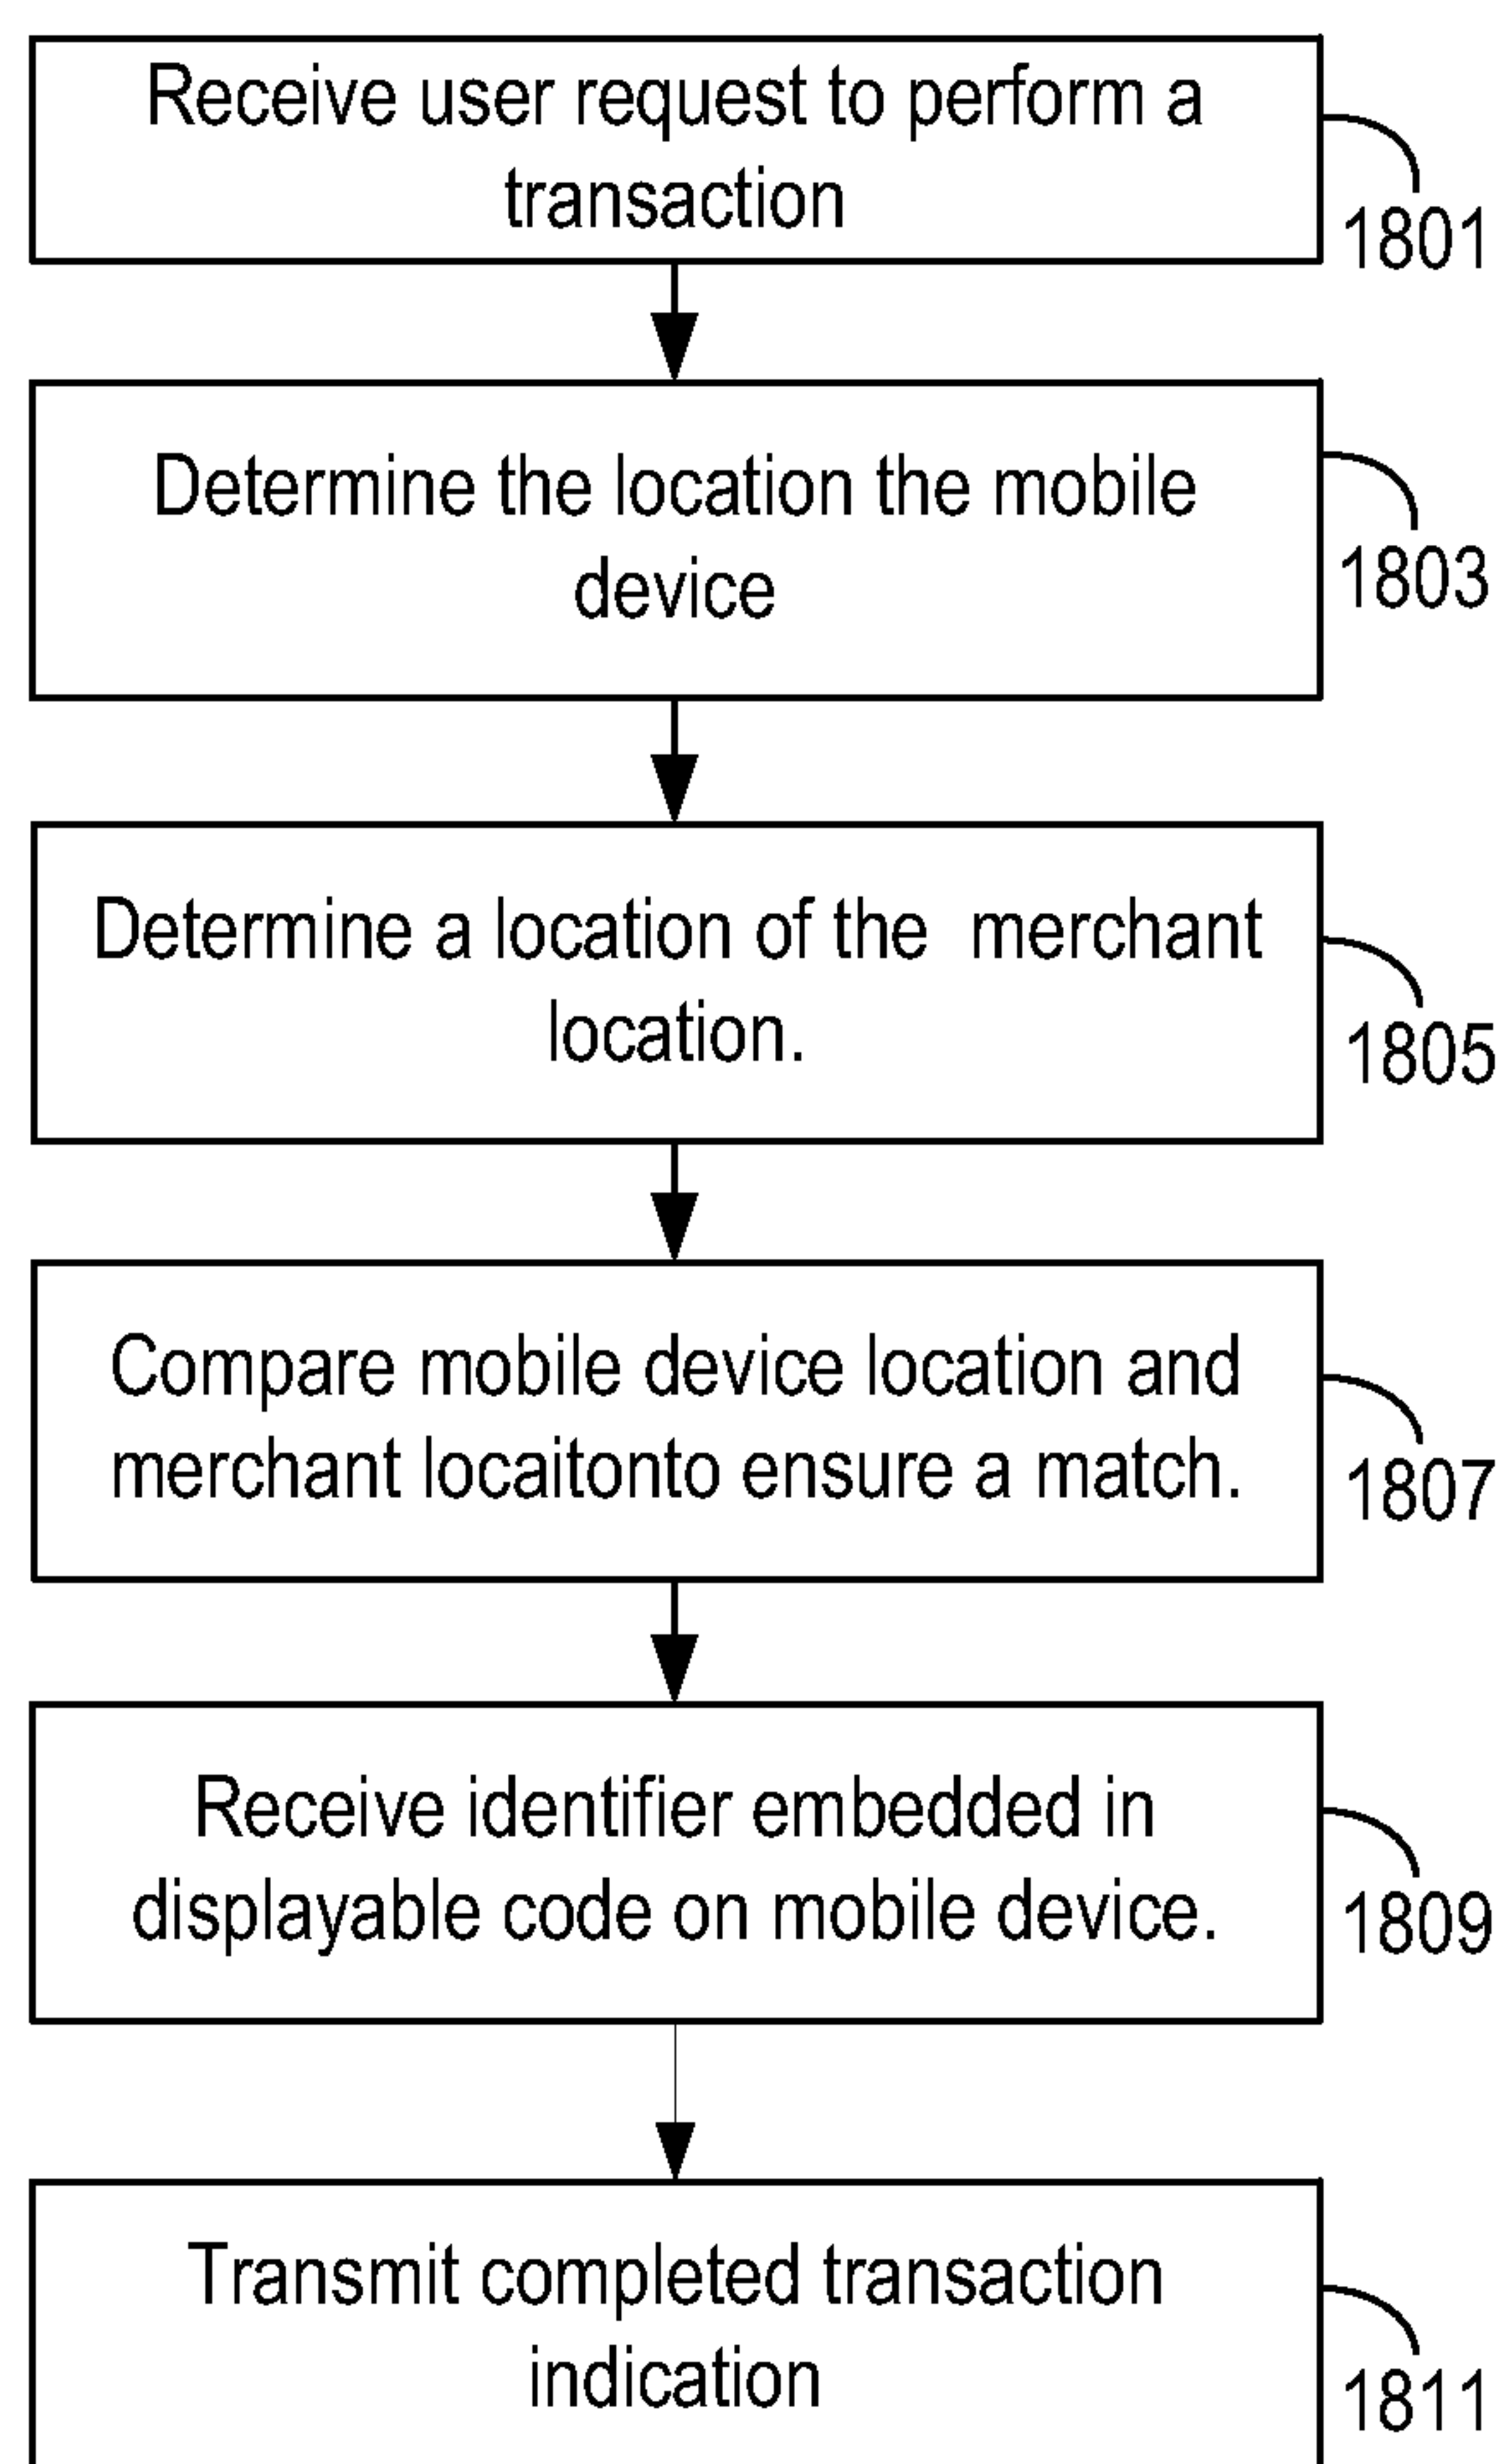 Receive user request to perform a
transaction
1801
Determine the location the mobile
device
1803
Determine a location of the merchant
location.
1805
Compare mobile device location and
merchant locaitonto ensure a match.
1807
Receive identifier embedded in
displayable code on mobile device.
1809
Transmit completed transaction
indication
1811